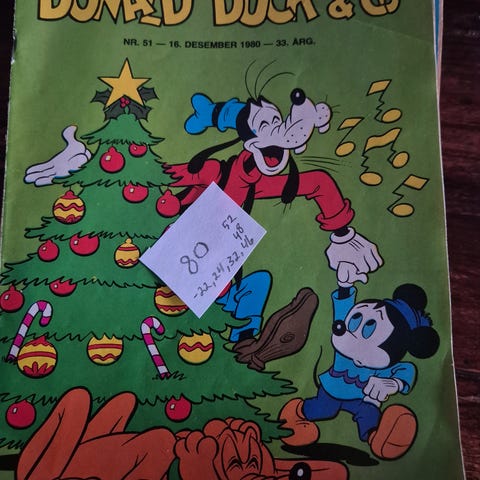 DONALD DUCK & CO
NR. 51 — 16. DESEMBER 1980 — 33. ÅRG.
80
-22, 24, 32, 46
48
52